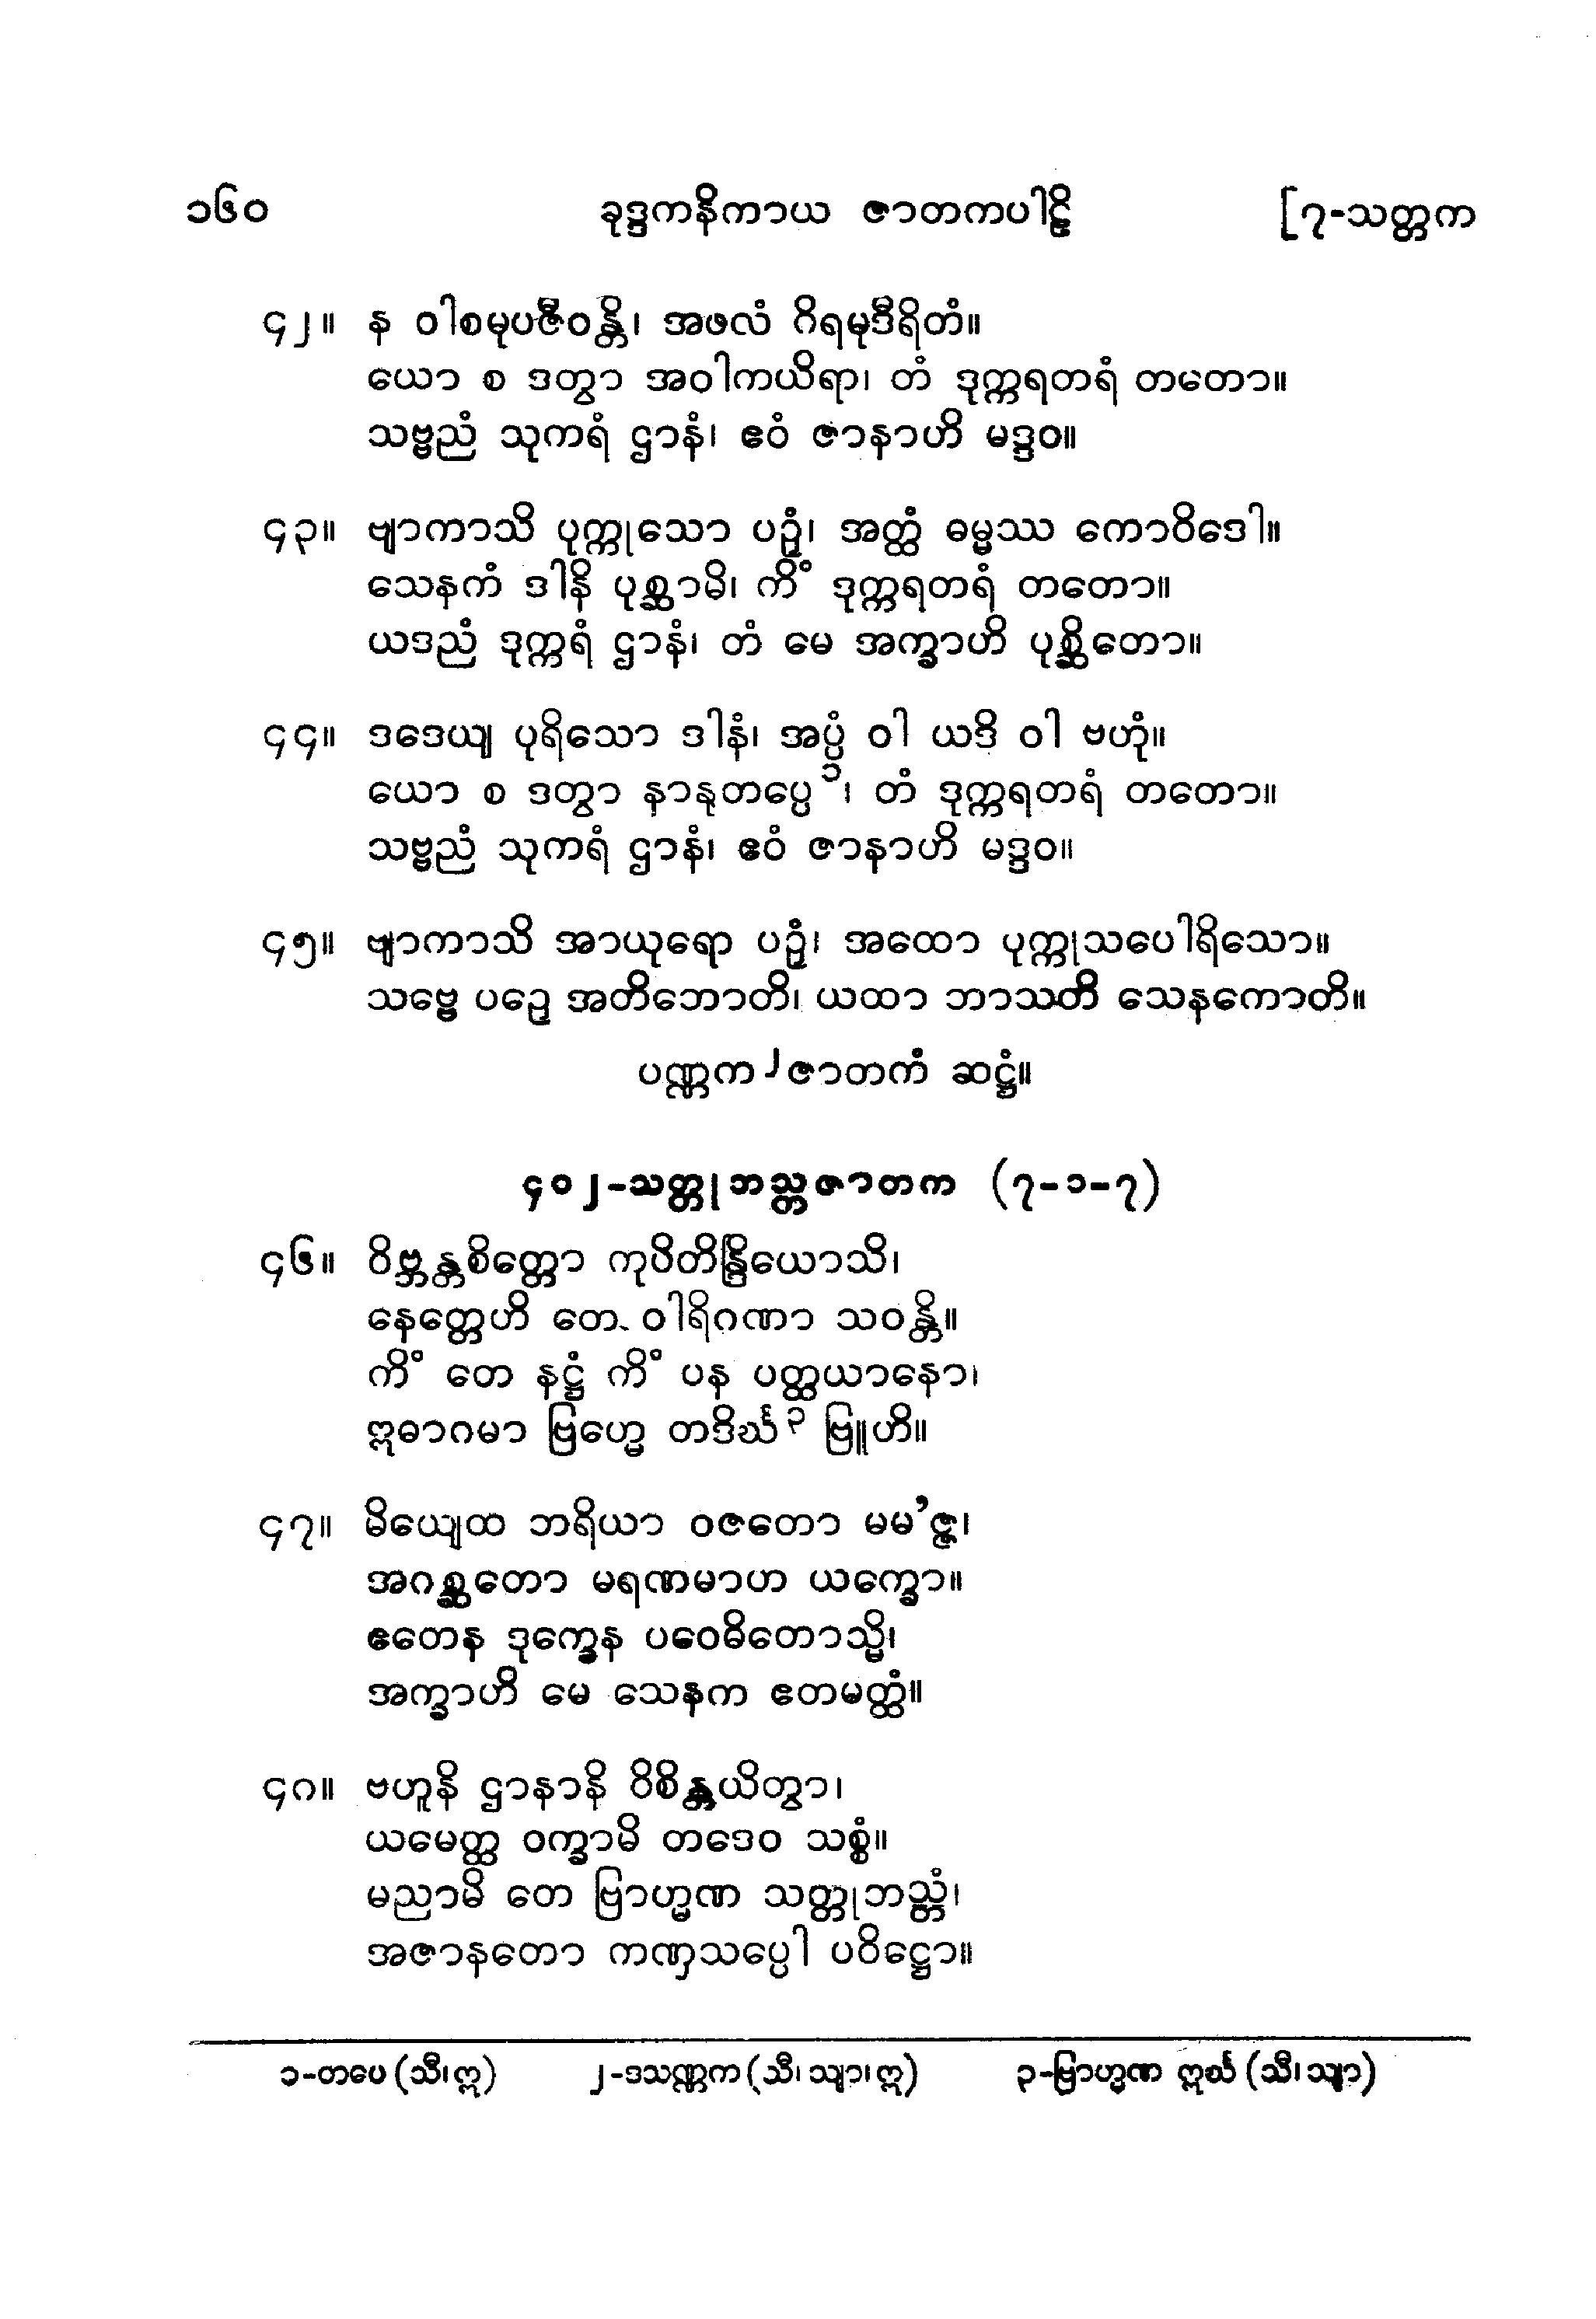 ၁၆၀ ခုဒ္ဒကနိကာယ ဇာတကပါဠိ [၇-သတ္တက
၄၂။ န ဝါစမုပဇီဝန္တိ၊ အဖလံ ဂိရမုဒီရိတံ။
ယော စ ဒတွာ အဝါကယိရာ၊ တံ ဒုက္ကရတရံ တတော။
သဗ္ဗညံ သုကရံ ဌာနံ၊ ဧဝံ ဇာနာဟိ မဒ္ဒဝ။
၄၃။ ဗျာကာသိ ပုက္ကုသော ပဉှံ၊ အတ္ထံ ဓမ္မဿ ကောဝိဒေါ။
သေနကံ ဒါနိ ပုစ္ဆာမိ၊ ကိံ ဒုက္ကရတရံ တတော။
ယဒညံ ဒုက္ကရံ ဌာနံ၊ တံ မေ အက္ခာဟိ ပုစ္ဆိတော။
၄၄။ ဒဒေယျ ပုရိသော ဒါနံ၊ အပ္ပံ ဝါ ယဒိ ဝါ ဗဟုံ။
ယော စ ဒတွာ နာနုတပ္ပေ၁၊ တံ ဒုက္ကရတရံ တတော။
သဗ္ဗညံ သုကရံ ဌာနံ၊ ဧဝံ ဇာနာဟိ မဒ္ဒဝ။
၄၅။ ဗျာကာသိ အာယုရော ပဉှံ၊ အထော ပုက္ကုသပေါရိသော။
သဗ္ဗေ ပဉှေ အတိဘောတိ၊ ယထာ ဘာသတိ သေနကောတိ။
ပဏ္ဏက၂ဇာတကံ ဆဋ္ဌံ။
၄၀၂-သတ္တုဘသ္တဇာတက (၇-၁-၇)
၄၆။ ဝိဗ္ဘန္တစိတ္တော ကုပိတိန္ဒြိယောသိ၊
နေတ္တေဟိ တေ ဝါရိဂဏာ သဝန္တိ။
ကိံ တေ နဋ္ဌံ ကိံ ပန ပတ္ထယာနော၊
ဣဓာဂမာ ဗြဟ္မေ တဒိင်္ဃ၃ ဗြူဟိ။
၄၇။ မိယျေထ ဘရိယာ ဝဇတော မမ’ဇ္ဇ၊
အဂစ္ဆတော မရဏမာဟ ယက္ခော။
ဧတေန ဒုက္ခေန ပဝေဓိတောသ္မိ၊
အက္ခာဟိ မေ သေနက ဧတမတ္ထံ။
၄၈။ ဗဟူနိ ဌာနာနိ ဝိစိန္တယိတွာ၊
ယမေတ္ထ ဝက္ခာမိ တဒေဝ သစ္စံ။
မညာမိ တေ ဗြာဟ္မဏ သတ္တုဘသ္တံ၊
အဇာနတော ကဏှသပ္ပေါ ပဝိဋ္ဌော။
၁-တပေ (သီ၊ဣ) ၂-ဒသဏ္ဏက (သီ၊သျာ၊ဣ) ၃-ဗြာဟ္မဏ ဣင်္ဃ (သီ၊သျာ)